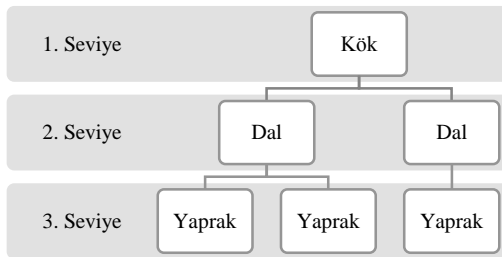 1. Seviye Kök
2. Seviye Dal Dal
3. Seviye Yaprak Yaprak Yaprak